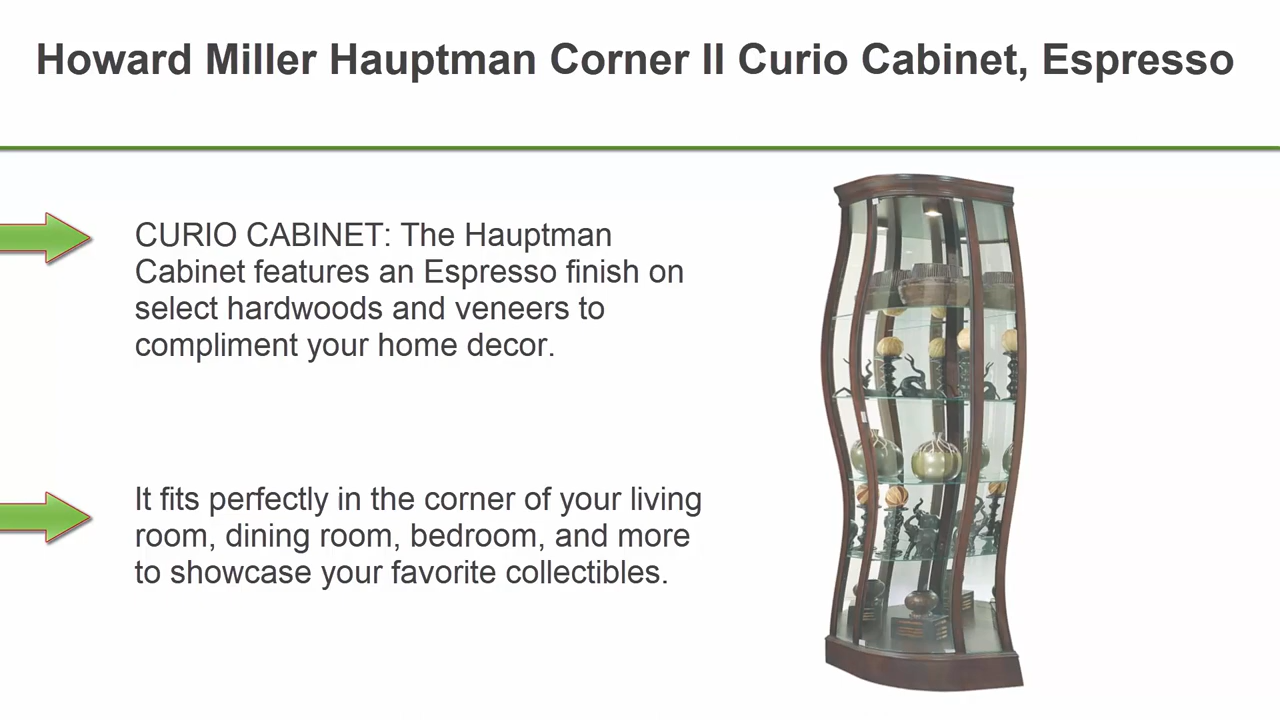 Howard Miller Hauptman Corner II Curio Cabinet, Espresso
CURIO CABINET: The Hauptman
Cabinet features an Espresso finish on
select hardwoods and veneers to
compliment your home decor.
It fits perfectly in the corner of your living
room, dining room, bedroom, and more
to showcase your favorite collectibles.